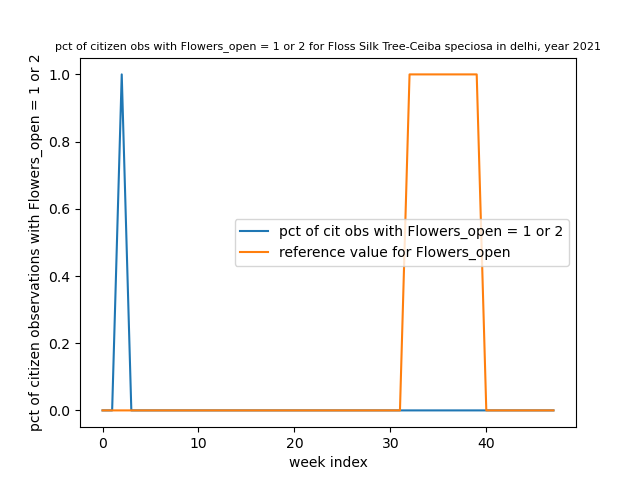 pct of citizen obs with Flowers_open = 1 or 2 for Floss Silk Tree-Ceiba speciosa in delhi, year 2021
pct of citizen observations with Flowers_open = 1 or 2
1.0
0.8
0.6
0.4
0.2
0.0
pct of cit obs with Flowers_open = 1 or 2
reference value for Flowers_open
0 10 20 30 40
week index